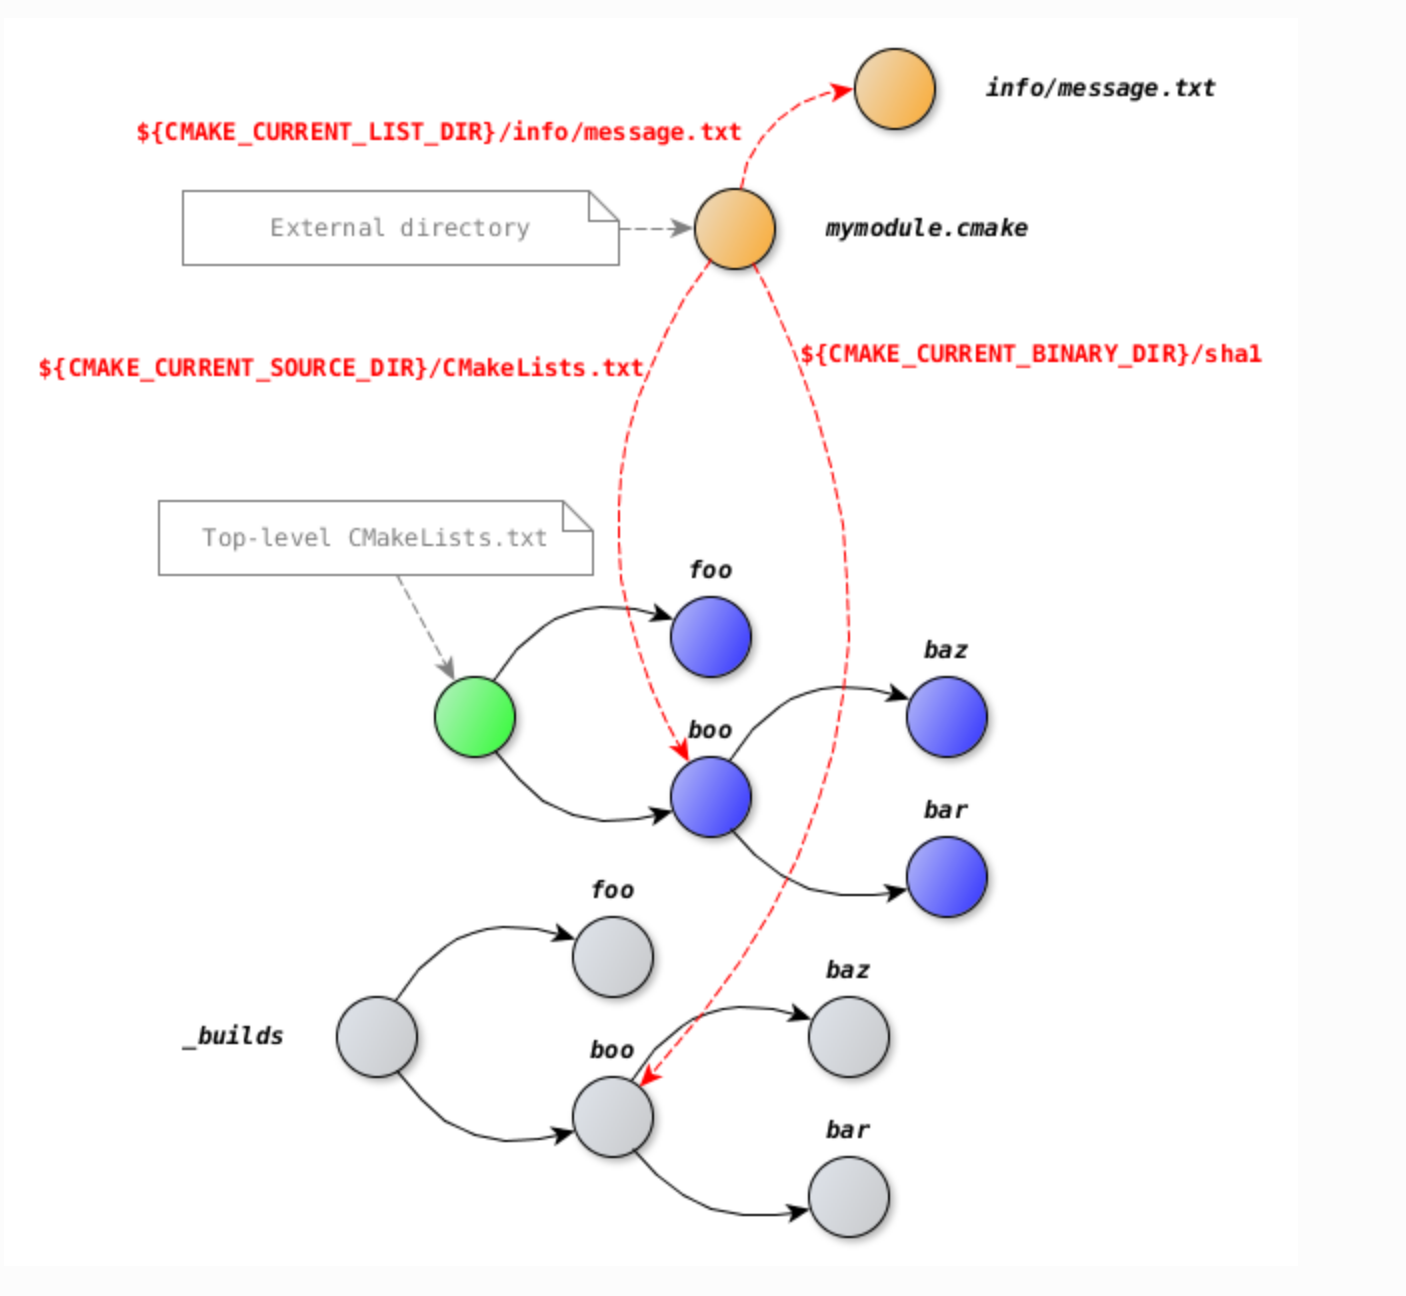 info/message.txt
${CMAKE_CURRENT_LIST_DIR}/info/message.txt
External directory
mymodule.cmake
${CMAKE_CURRENT_SOURCE_DIR}/CMakeLists.txt
${CMAKE_CURRENT_BINARY_DIR}/sha1
Top-level CMakeLists.txt
foo
baz
boo
bar
foo
baz
_builds
boo
bar